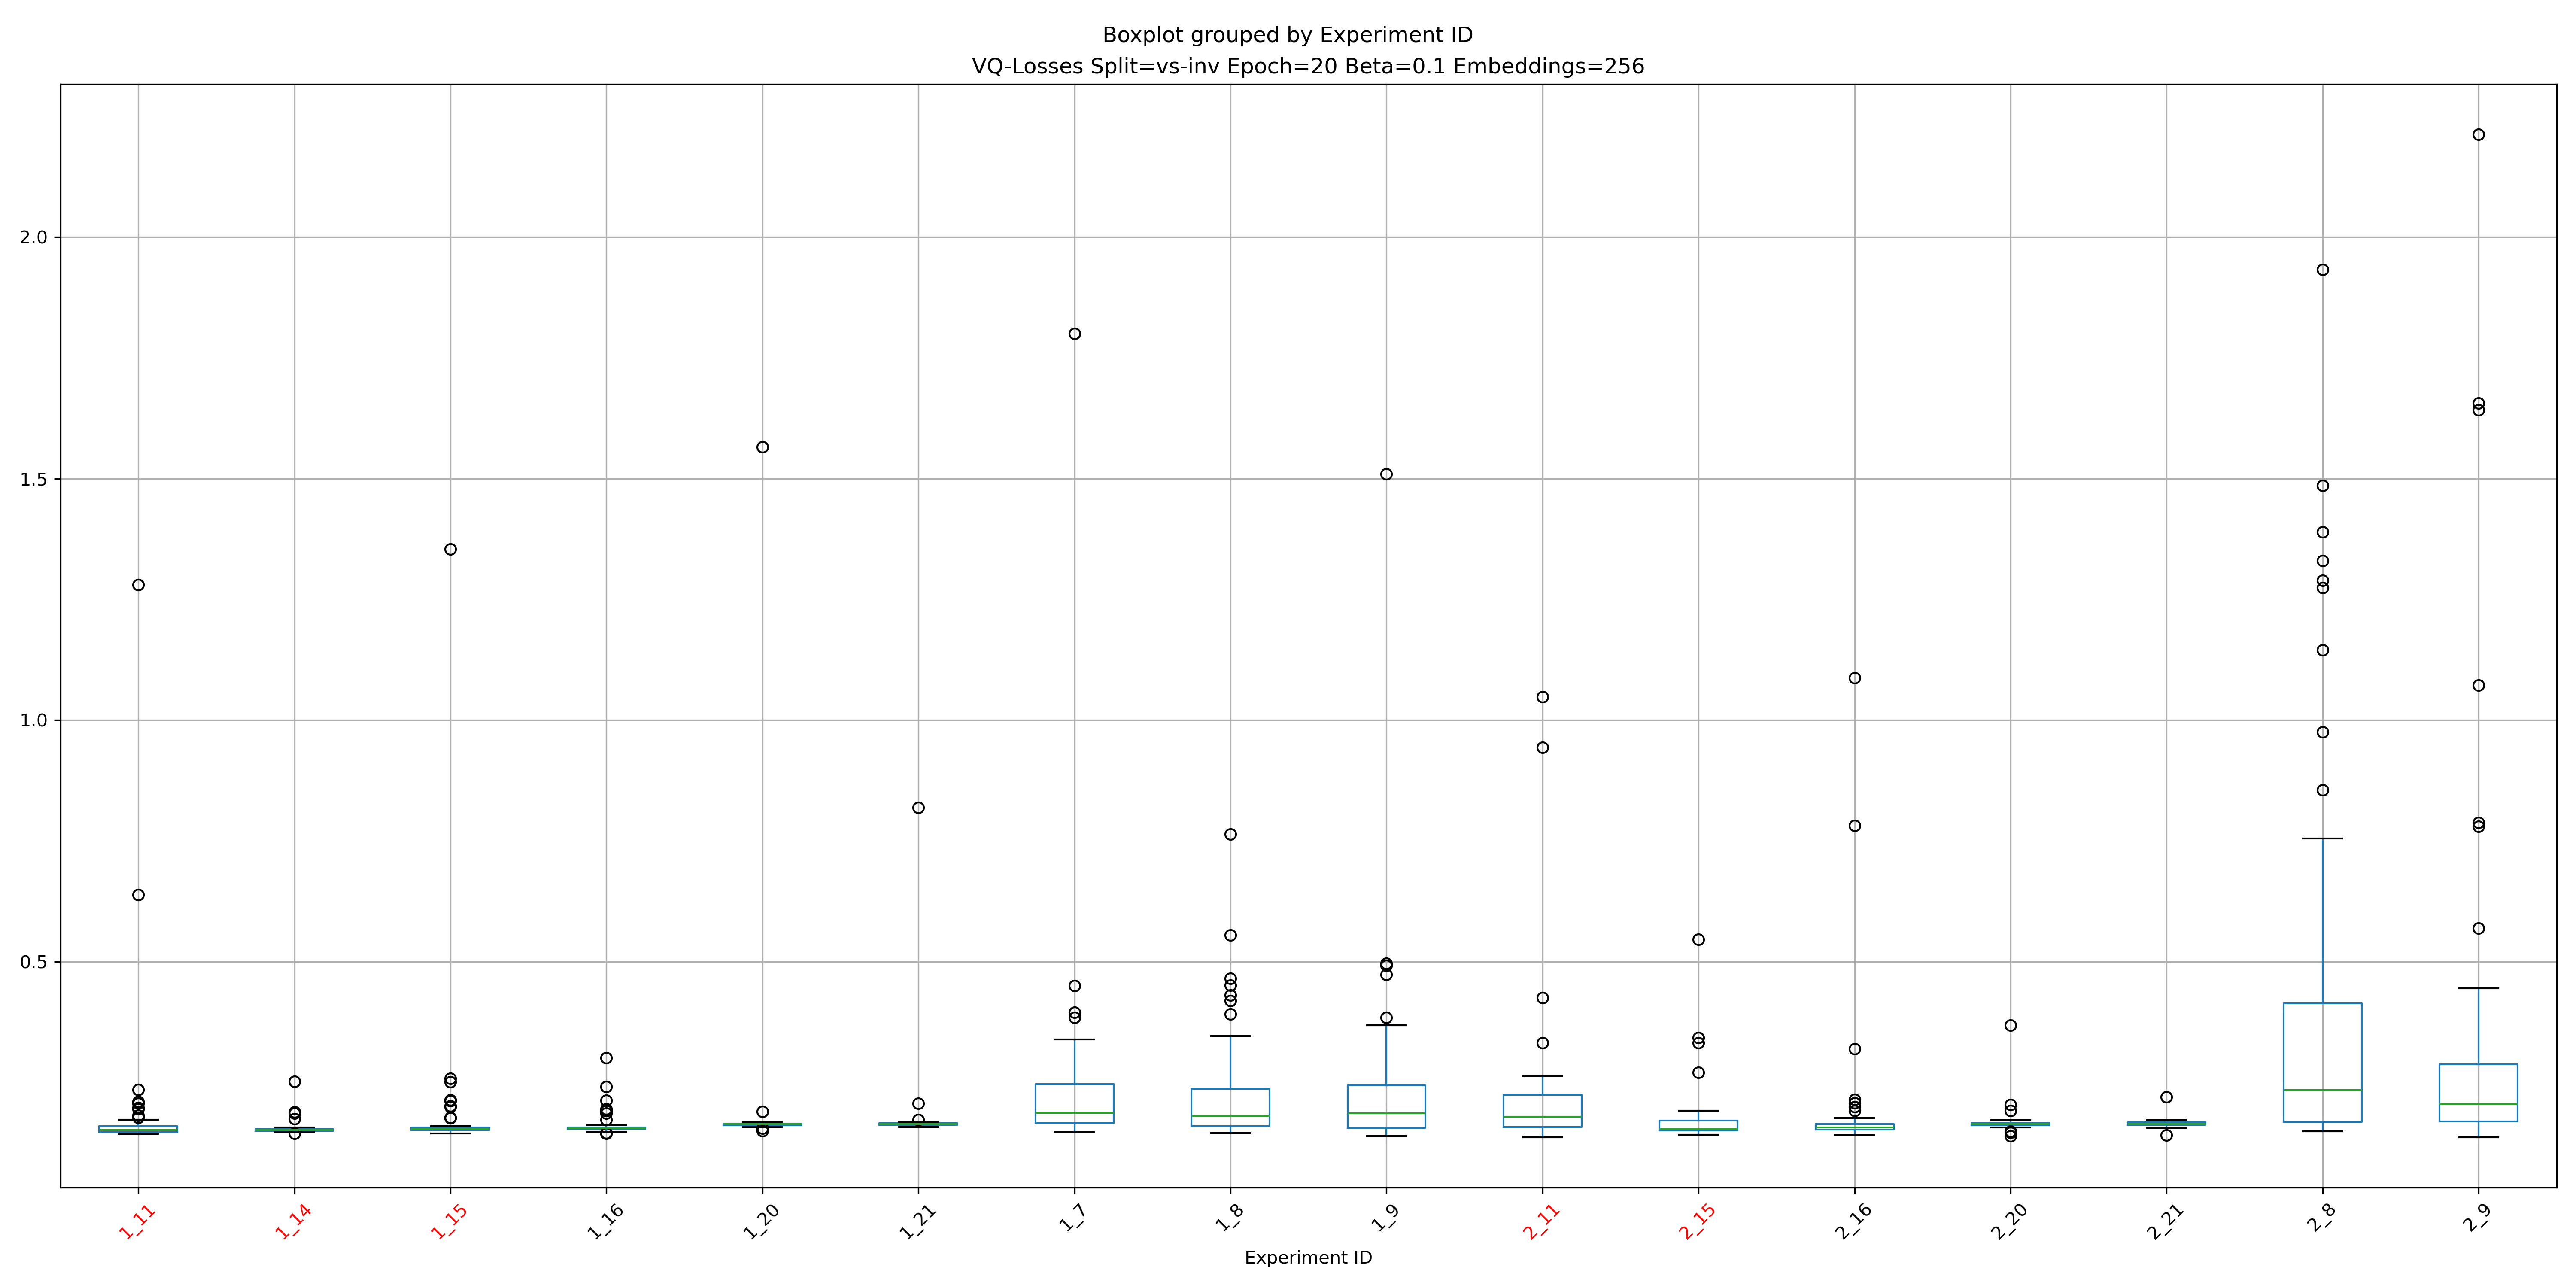 Boxplot grouped by Experiment ID
VQ-Losses Split=vs-inv Epoch=20 Beta=0.1 Embeddings=256
2.0
1.5
1.0
0.5
1_11 1_14 1_15 1_16 1_20 1_21 1_7 1_8 1_9 2_11 2_15 2_16 2_20 2_21 2_8 2_9
Experiment ID